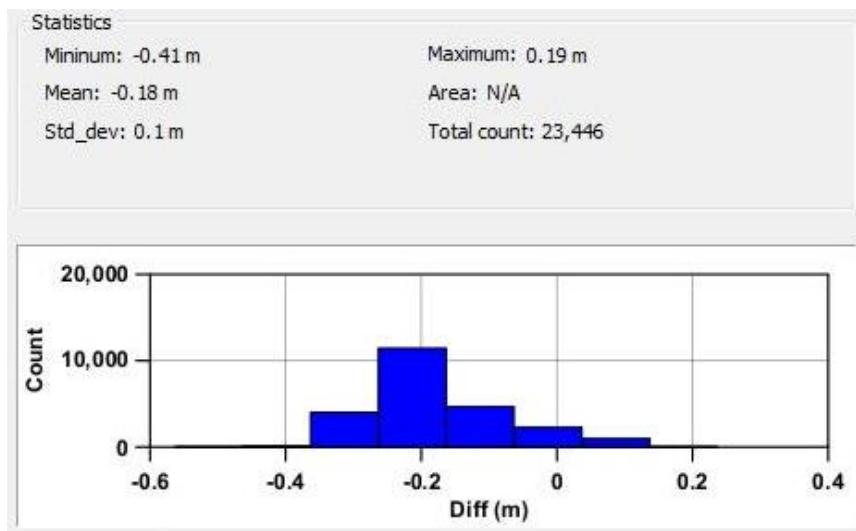 Statistics
Mininum: -0.41 m
Maximum: 0.19 m
Mean: -0.18 m
Area: N/A
Std_dev: 0.1 m
Total count: 23,446
20,000
10,000
0
Count
-0.6 -0.4 -0.2 0 0.2 0.4
Diff (m)